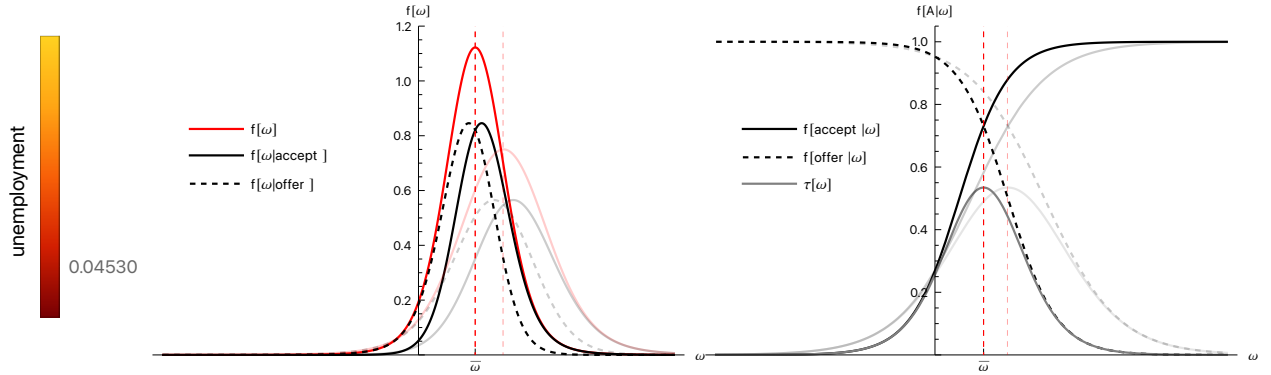 unemployment
0.04530
f[ω]
1.2
1.0
0.8
0.6
0.4
0.2
f[ω]
f[ω|accept ]
f[ω|offer ]
ω
ω̅
f[A|ω]
1.0
0.8
0.6
0.4
0.2
f[accept |ω]
f[offer |ω]
τ[ω]
ω
ω̅